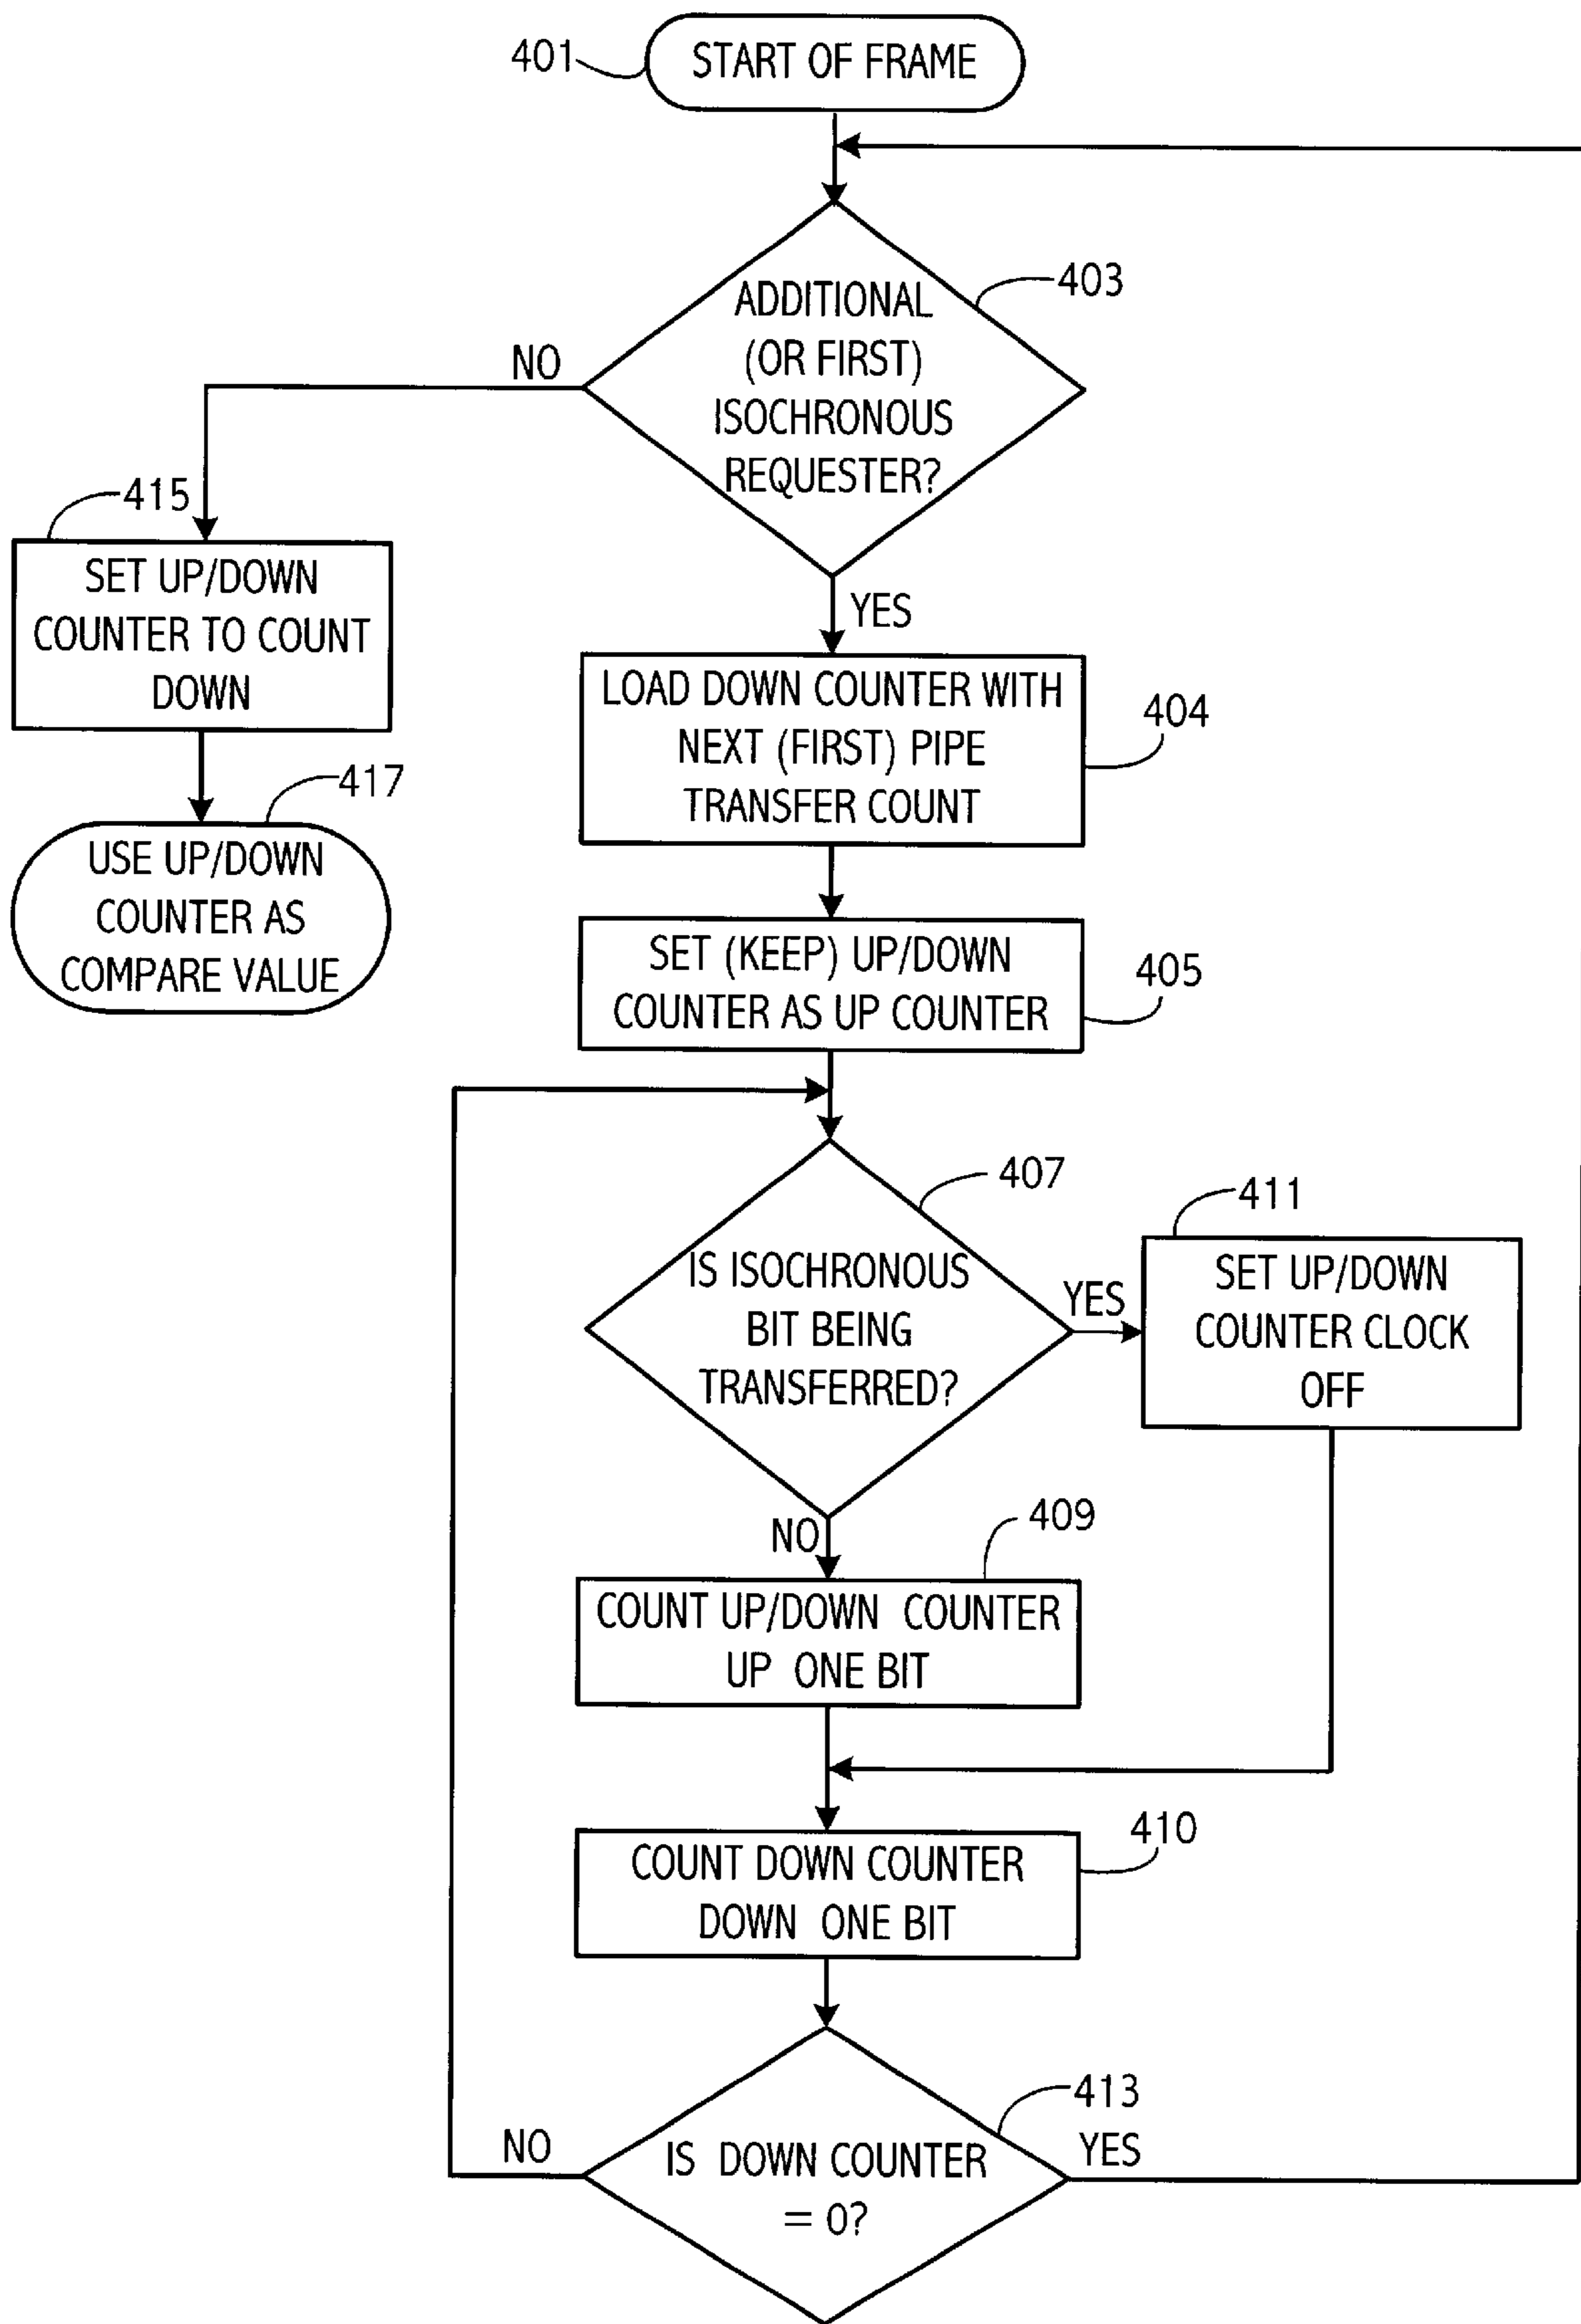 401
START OF FRAME
403
ADDITIONAL
(OR FIRST)
ISOCHRONOUS
REQUESTER?
NO
415
SET UP/DOWN
COUNTER TO COUNT
DOWN
417
USE UP/DOWN
COUNTER AS
COMPARE VALUE
YES
LOAD DOWN COUNTER WITH
NEXT (FIRST) PIPE
TRANSFER COUNT
404
SET (KEEP) UP/DOWN
COUNTER AS UP COUNTER
405
407
IS ISOCHRONOUS
BIT BEING
TRANSFERRED?
YES
411
SET UP/DOWN
COUNTER CLOCK
OFF
NO
409
COUNT UP/DOWN COUNTER
UP ONE BIT
410
COUNT DOWN COUNTER
DOWN ONE BIT
413
IS DOWN COUNTER
= 0?
NO
YES